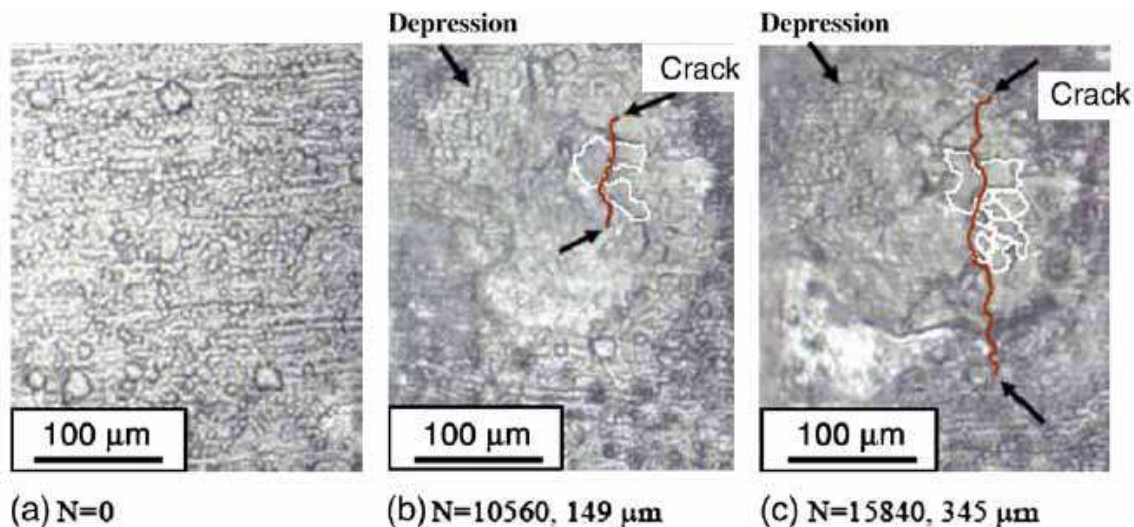 Depression
Depression
Crack
Crack
100 μm
100 μm
100 μm
(a) N=0
(b) N=10560, 149 μm
(c) N=15840, 345 μm